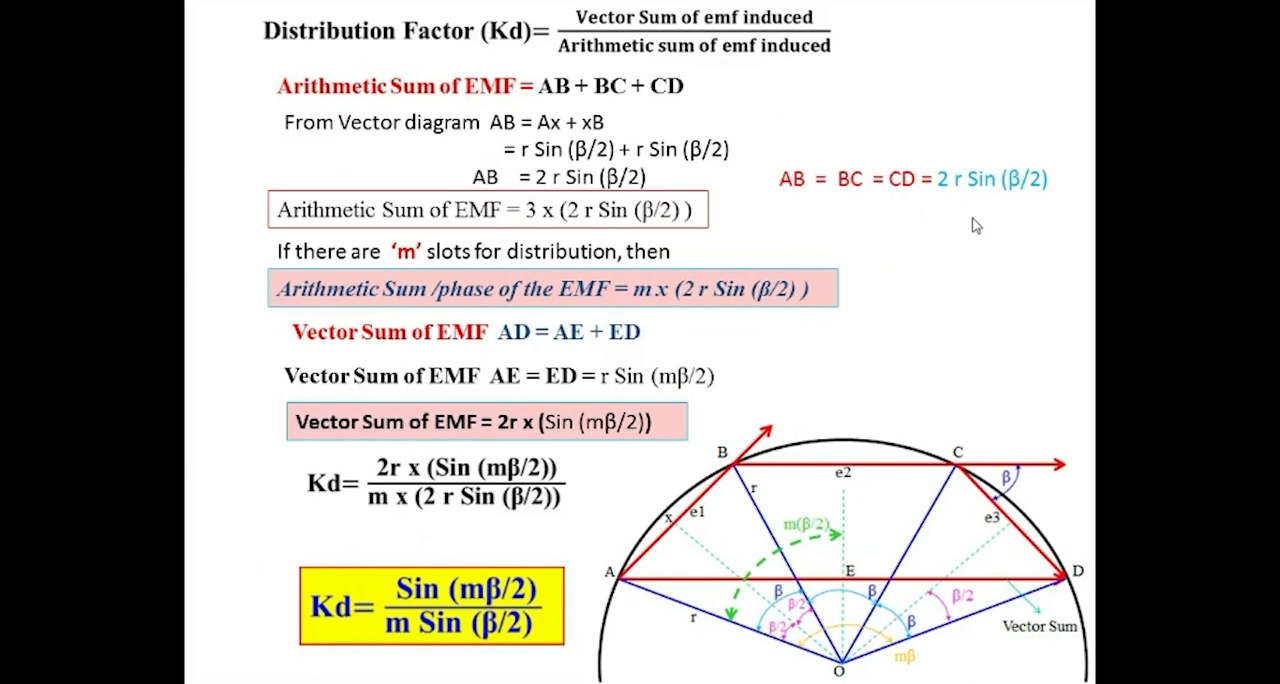 Distribution Factor (Kd)= Vector Sum of emf induced / Arithmetic sum of emf induced
Arithmetic Sum of EMF = AB + BC + CD
From Vector diagram AB = Ax + xB
= r Sin (β/2) + r Sin (β/2)
AB = 2 r Sin (β/2)
AB = BC = CD = 2 r Sin (β/2)
Arithmetic Sum of EMF = 3 x (2 r Sin (β/2) )
If there are ‘m’ slots for distribution, then
Arithmetic Sum /phase of the EMF = m x (2 r Sin (β/2) )
Vector Sum of EMF AD = AE + ED
Vector Sum of EMF AE = ED = r Sin (mβ/2)
Vector Sum of EMF = 2r x (Sin (mβ/2))
Kd= 2r x (Sin (mβ/2)) / m x (2 r Sin (β/2))
Kd= Sin (mβ/2) / m Sin (β/2)
B
C
e2
β
r
x
e1
e3
m(β/2)
A
E
D
β
β
β/2
β/2
r
β/2
β
Vector Sum
mβ
O